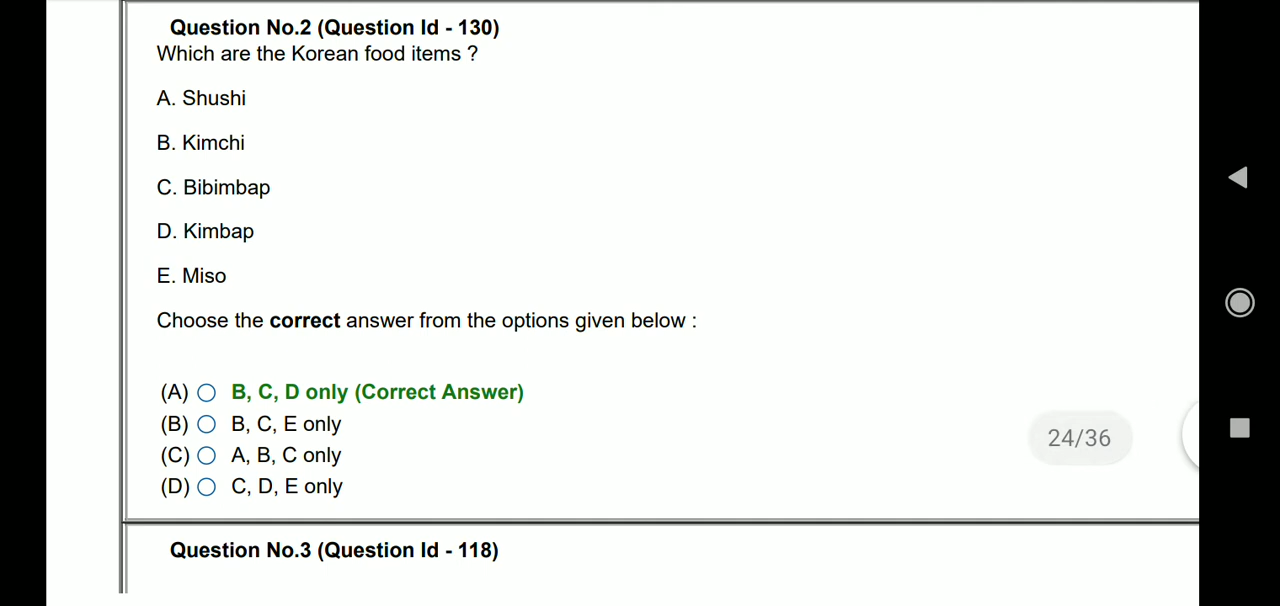 Question No.2 (Question Id - 130)
Which are the Korean food items ?
A. Shushi
B. Kimchi
C. Bibimbap
D. Kimbap
E. Miso
Choose the correct answer from the options given below :
(A) B, C, D only (Correct Answer)
(B) B, C, E only
(C) A, B, C only
24/36
(D) C, D, E only
Question No.3 (Question Id - 118)